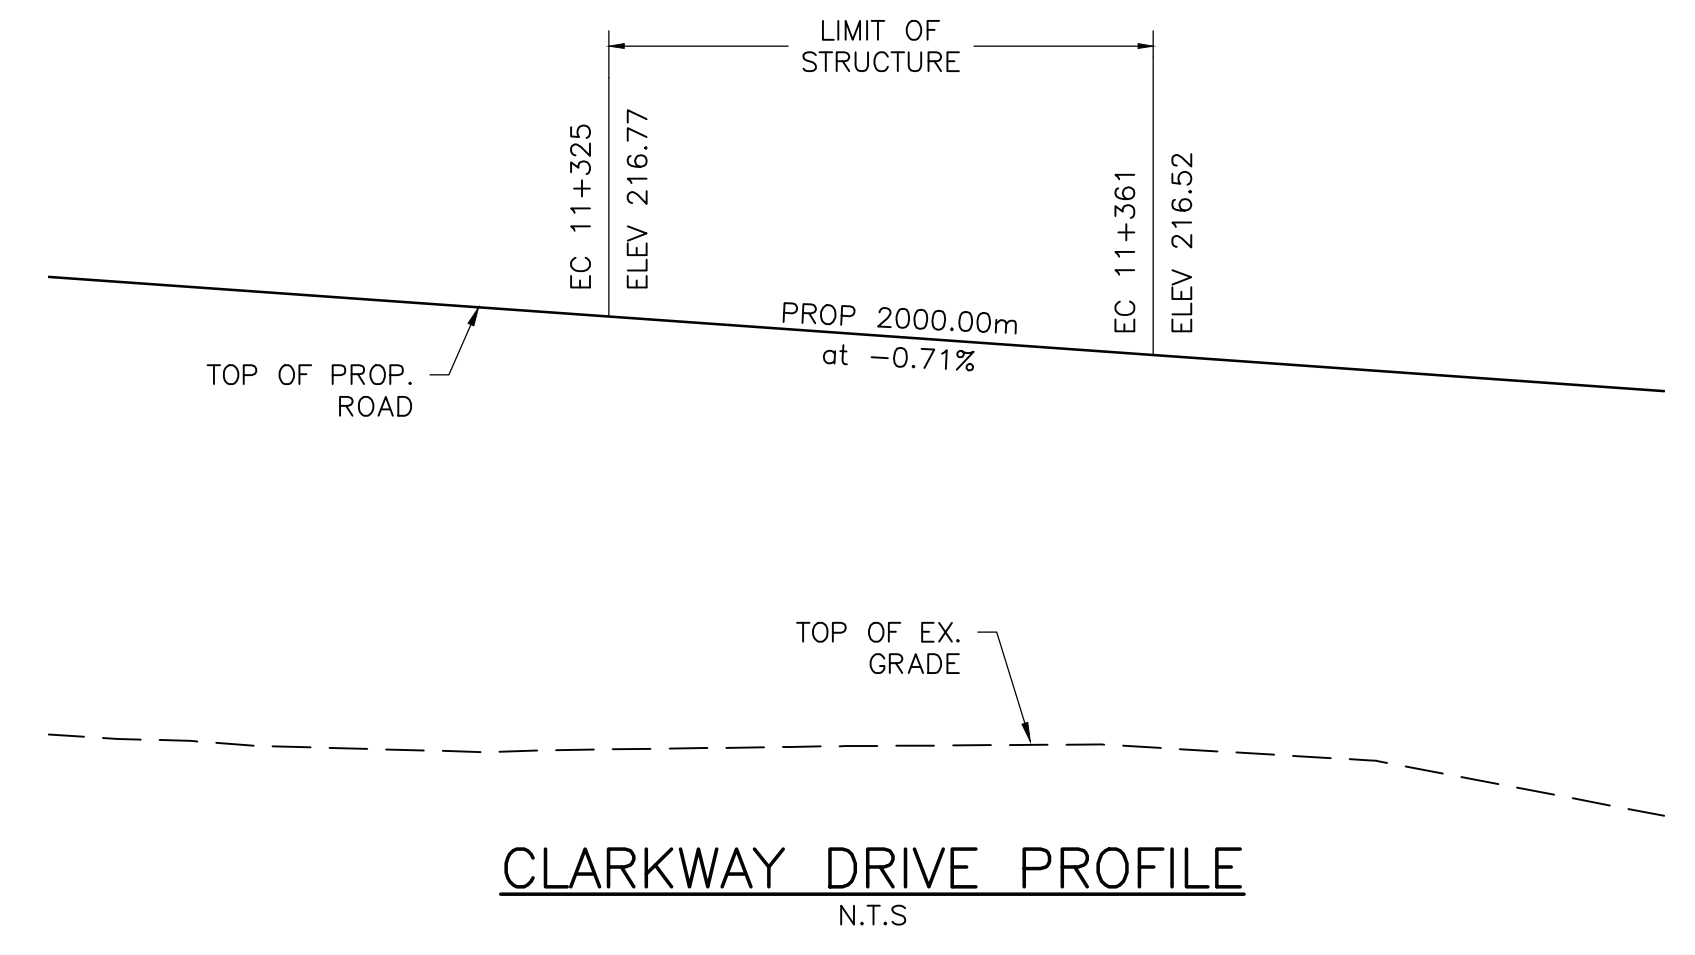 LIMIT OF
STRUCTURE
EC 11+325
ELEV 216.77
EC 11+361
ELEV 216.52
PROP 2000.00m
at -0.71%
TOP OF PROP.
ROAD
TOP OF EX.
GRADE
CLARKWAY DRIVE PROFILE
N.T.S